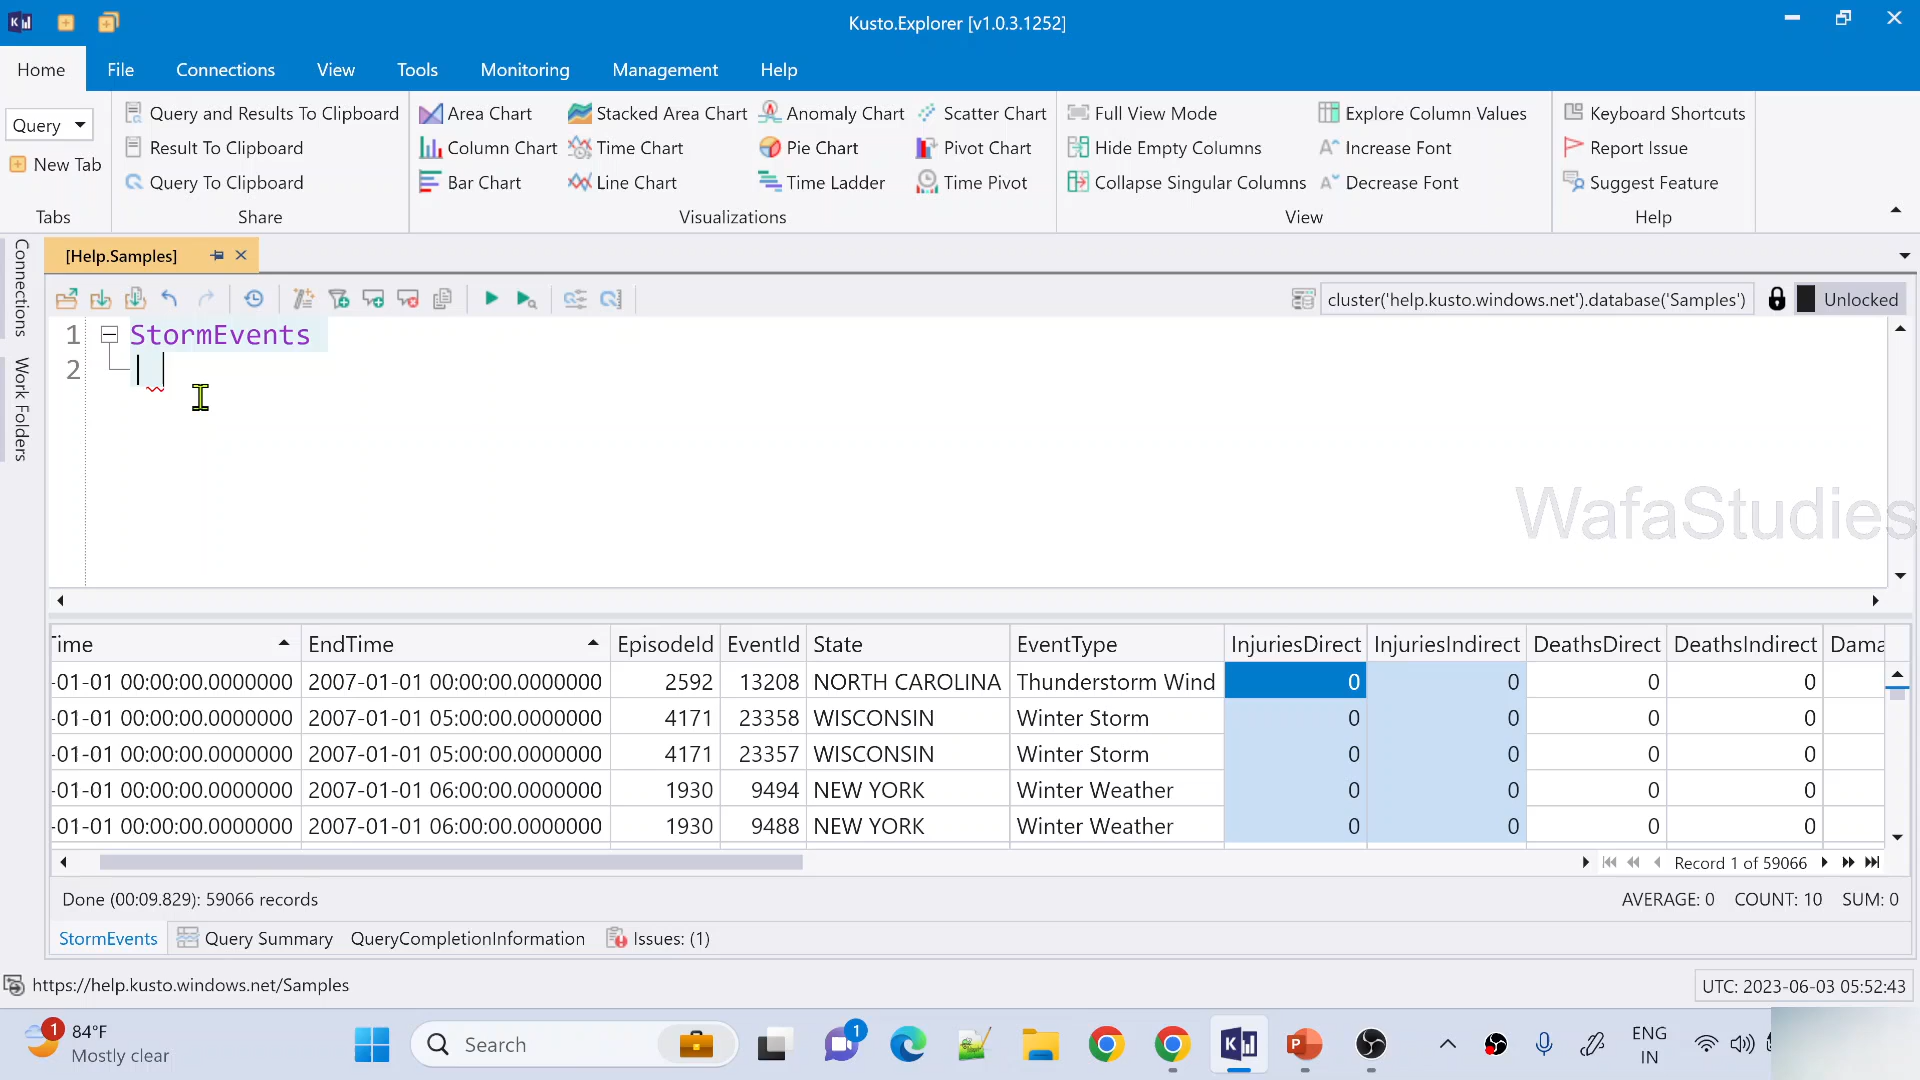 Kusto.Explorer [v1.0.3.1252]
Home File Connections View Tools Monitoring Management Help
Query
New Tab
Tabs
Query and Results To Clipboard
Result To Clipboard
Query To Clipboard
Share
Area Chart Stacked Area Chart Anomaly Chart Scatter Chart
Column Chart Time Chart Pie Chart Pivot Chart
Bar Chart Line Chart Time Ladder Time Pivot
Visualizations
Full View Mode Explore Column Values
Hide Empty Columns Increase Font
Collapse Singular Columns Decrease Font
View
Keyboard Shortcuts
Report Issue
Suggest Feature
Help
Connections
Work Folders
[Help.Samples]
cluster('help.kusto.windows.net').database('Samples') Unlocked
1 StormEvents
2 |
WafaStudies
Time EndTime EpisodeId EventId State EventType InjuriesDirect InjuriesIndirect DeathsDirect DeathsIndirect Dama
-01-01 00:00:00.0000000 2007-01-01 00:00:00.0000000 2592 13208 NORTH CAROLINA Thunderstorm Wind 0 0 0 0
-01-01 00:00:00.0000000 2007-01-01 05:00:00.0000000 4171 23358 WISCONSIN Winter Storm 0 0 0 0
-01-01 00:00:00.0000000 2007-01-01 05:00:00.0000000 4171 23357 WISCONSIN Winter Storm 0 0 0 0
-01-01 00:00:00.0000000 2007-01-01 06:00:00.0000000 1930 9494 NEW YORK Winter Weather 0 0 0 0
-01-01 00:00:00.0000000 2007-01-01 06:00:00.0000000 1930 9488 NEW YORK Winter Weather 0 0 0 0
Record 1 of 59066
Done (00:09.829): 59066 records AVERAGE: 0 COUNT: 10 SUM: 0
StormEvents Query Summary QueryCompletionInformation Issues: (1)
https://help.kusto.windows.net/Samples UTC: 2023-06-03 05:52:43
1 84°F
Mostly clear
Search
1
ENG
IN